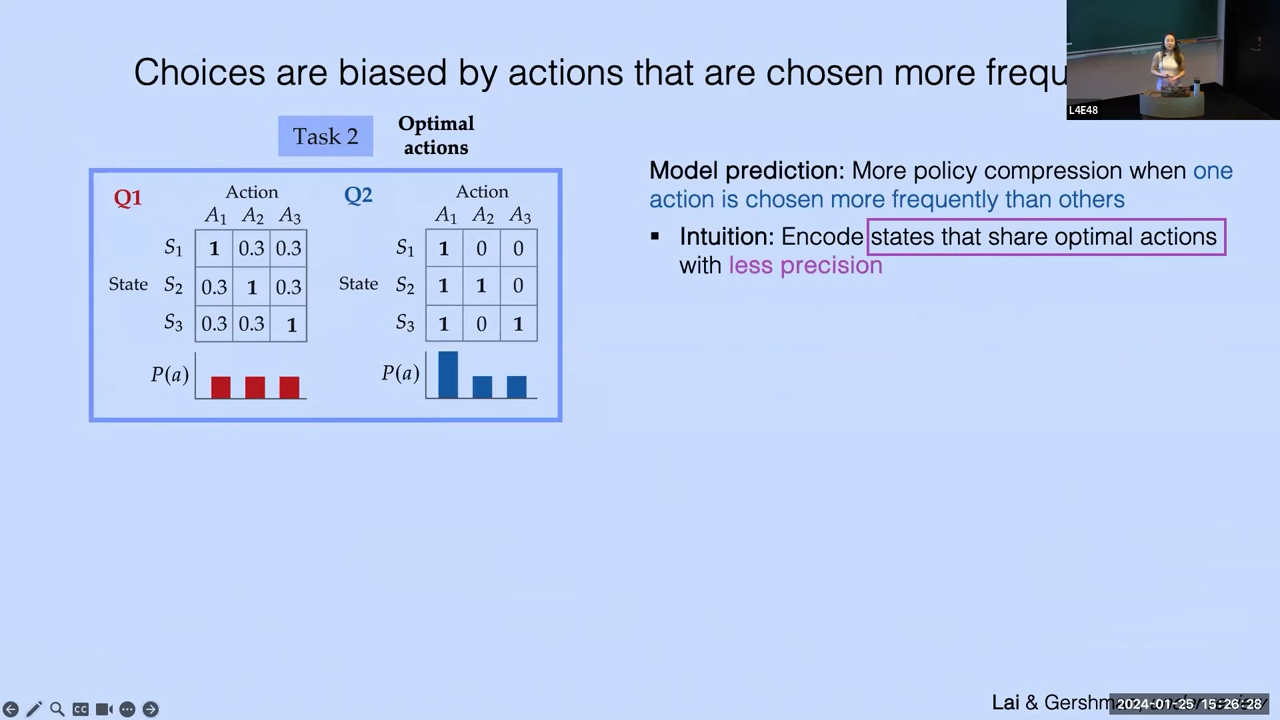 Choices are biased by actions that are chosen more frequ
L4E48
Task 2
Optimal
actions
Q1
Action
A₁ A₂ A₃
S₁ 1 0.3 0.3
State S₂ 0.3 1 0.3
S₃ 0.3 0.3 1
P(a)
Q2
Action
A₁ A₂ A₃
S₁ 1 0 0
State S₂ 1 1 0
S₃ 1 0 1
P(a)
Model prediction: More policy compression when one
action is chosen more frequently than others
▪ Intuition: Encode states that share optimal actions
with less precision
CC
Lai & Gershm
2024-01-25 15:26:28